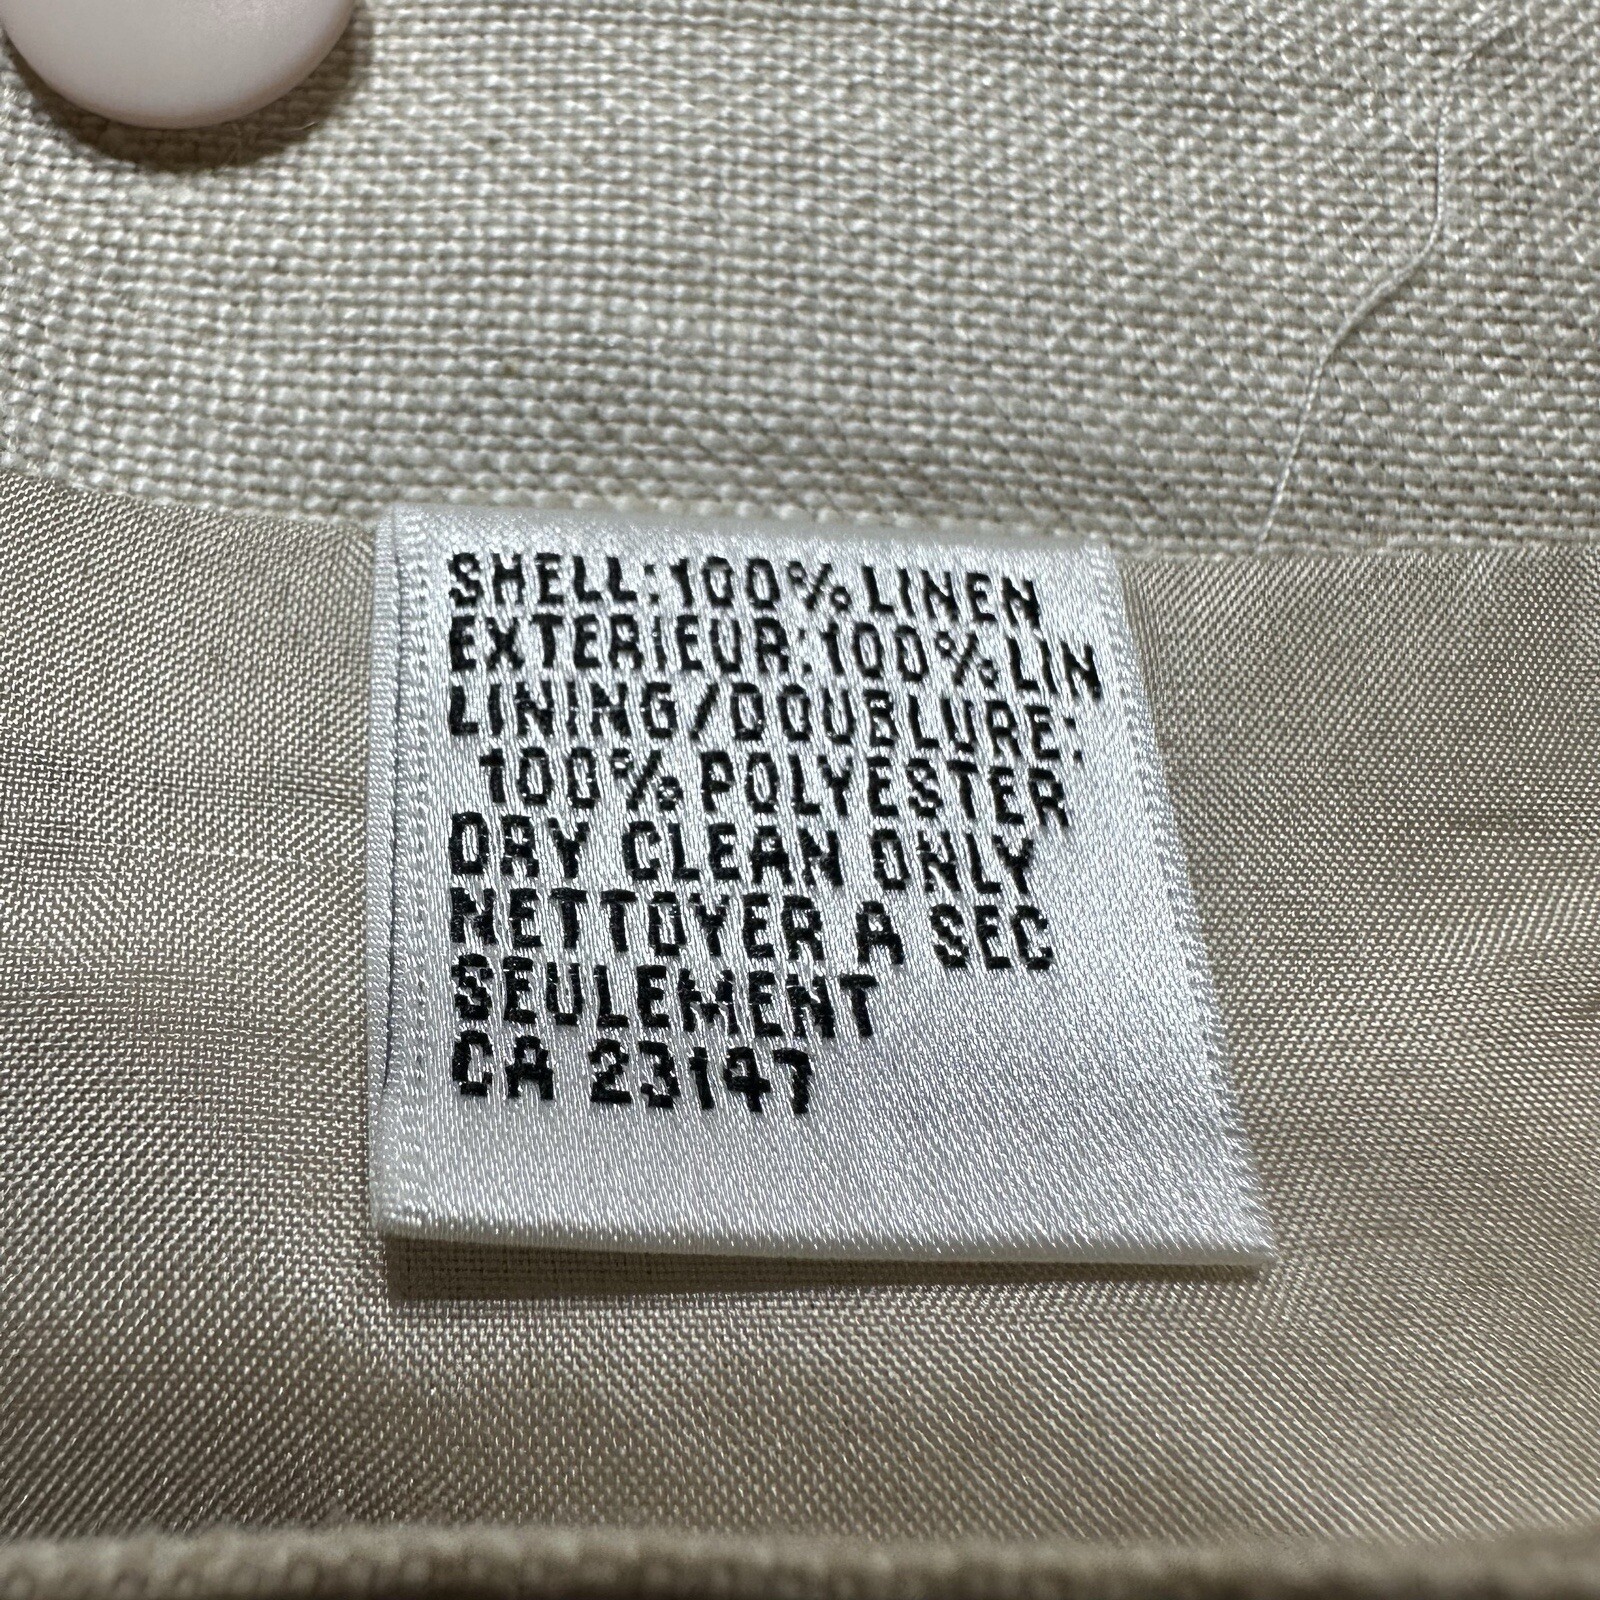 SHELL:100%LINEN
EXTERIEUR:100%LIN
LINING/DOUBLURE:
100%POLYESTER
DRY CLEAN ONLY
NETTOYER A SEC
SEULEMENT
CA 23147